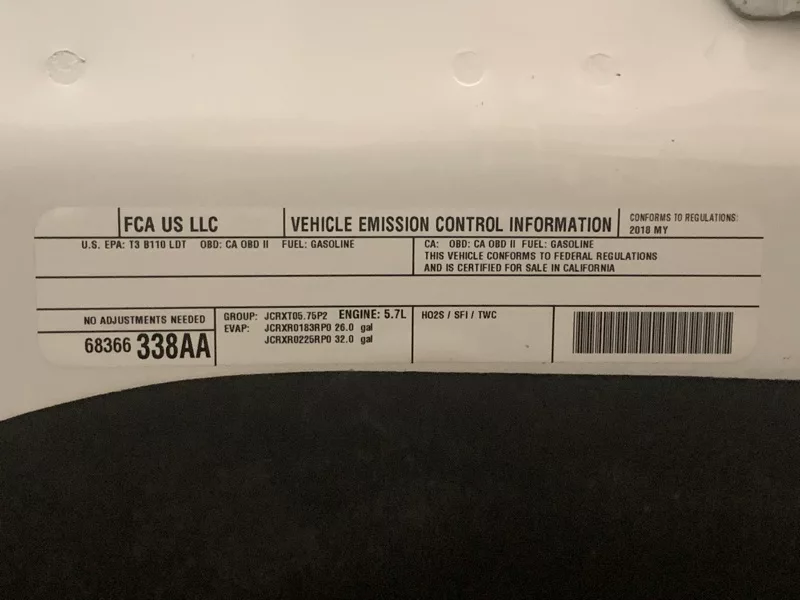 FCA US LLC
VEHICLE EMISSION CONTROL INFORMATION
CONFORMS TO REGULATIONS:
2018 MY
U.S. EPA: T3 B110 LDT OBD: CA OBD II FUEL: GASOLINE
CA: OBD: CA OBD II FUEL: GASOLINE
THIS VEHICLE CONFORMS TO FEDERAL REGULATIONS
AND IS CERTIFIED FOR SALE IN CALIFORNIA
NO ADJUSTMENTS NEEDED
68366 338AA
GROUP: JCRXT05.75P2 ENGINE: 5.7L
EVAP: JCRXR0183RP0 26.0 gal
JCRXR0225RP0 32.0 gal
HO2S / SFI / TWC